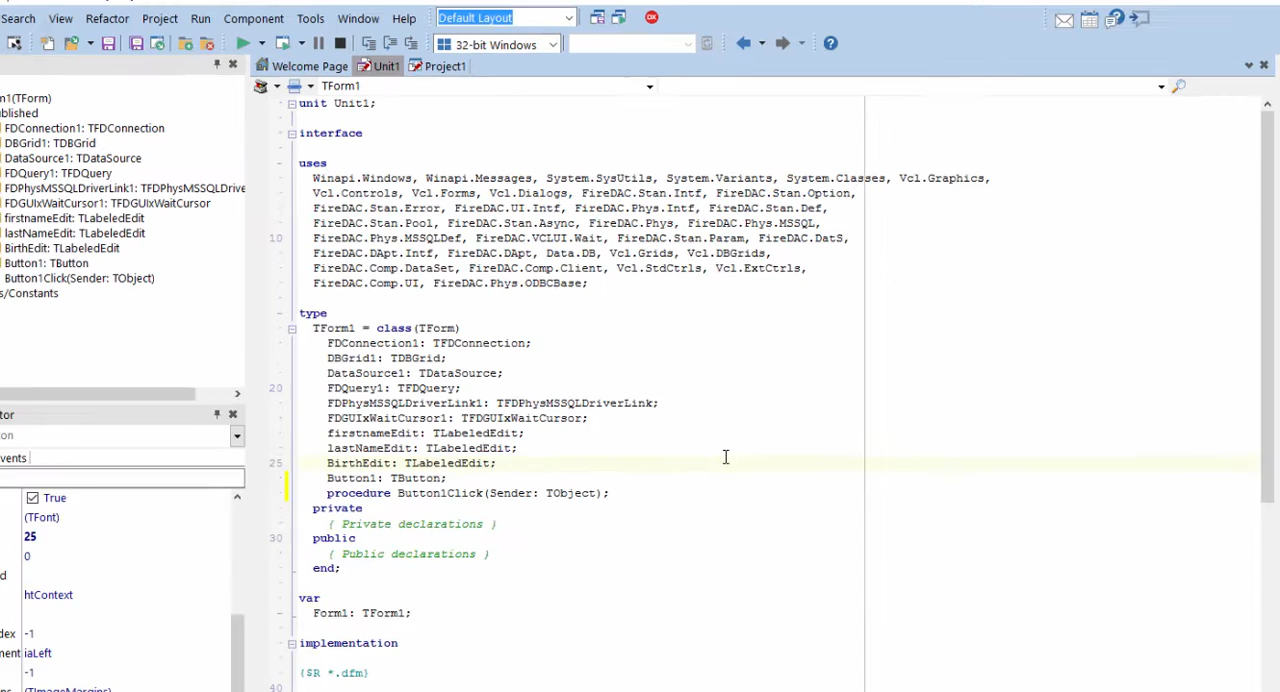 Search View Refactor Project Run Component Tools Window Help Default Layout
32-bit Windows
Welcome Page Unit1 Project1
TForm1
m1(TForm)
ublished
FDConnection1: TFDConnection
DBGrid1: TDBGrid
DataSource1: TDataSource
FDQuery1: TFDQuery
FDPhysMSSQLDriverLink1: TFDPhysMSSQLDrive
FDGUIxWaitCursor1: TFDGUIxWaitCursor
firstnameEdit: TLabeledEdit
lastNameEdit: TLabeledEdit
BirthEdit: TLabeledEdit
Button1: TButton
Button1Click(Sender: TObject)
s/Constants
tor
on
vents
True
(TFont)
25
0
d
htContext
dex -1
ment iaLeft
-1
ns (TImageMargins)
unit Unit1;
interface
uses
Winapi.Windows, Winapi.Messages, System.SysUtils, System.Variants, System.Classes, Vcl.Graphics,
Vcl.Controls, Vcl.Forms, Vcl.Dialogs, FireDAC.Stan.Intf, FireDAC.Stan.Option,
FireDAC.Stan.Error, FireDAC.UI.Intf, FireDAC.Phys.Intf, FireDAC.Stan.Def,
FireDAC.Stan.Pool, FireDAC.Stan.Async, FireDAC.Phys, FireDAC.Phys.MSSQL,
10 FireDAC.Phys.MSSQLDef, FireDAC.VCLUI.Wait, FireDAC.Stan.Param, FireDAC.DatS,
FireDAC.DApt.Intf, FireDAC.DApt, Data.DB, Vcl.Grids, Vcl.DBGrids,
FireDAC.Comp.DataSet, FireDAC.Comp.Client, Vcl.StdCtrls, Vcl.ExtCtrls,
FireDAC.Comp.UI, FireDAC.Phys.ODBCBase;
type
TForm1 = class(TForm)
FDConnection1: TFDConnection;
DBGrid1: TDBGrid;
DataSource1: TDataSource;
20 FDQuery1: TFDQuery;
FDPhysMSSQLDriverLink1: TFDPhysMSSQLDriverLink;
FDGUIxWaitCursor1: TFDGUIxWaitCursor;
firstnameEdit: TLabeledEdit;
lastNameEdit: TLabeledEdit;
25 BirthEdit: TLabeledEdit;
Button1: TButton;
procedure Button1Click(Sender: TObject);
private
{ Private declarations }
30 public
{ Public declarations }
end;
var
Form1: TForm1;
implementation
{$R *.dfm}
40